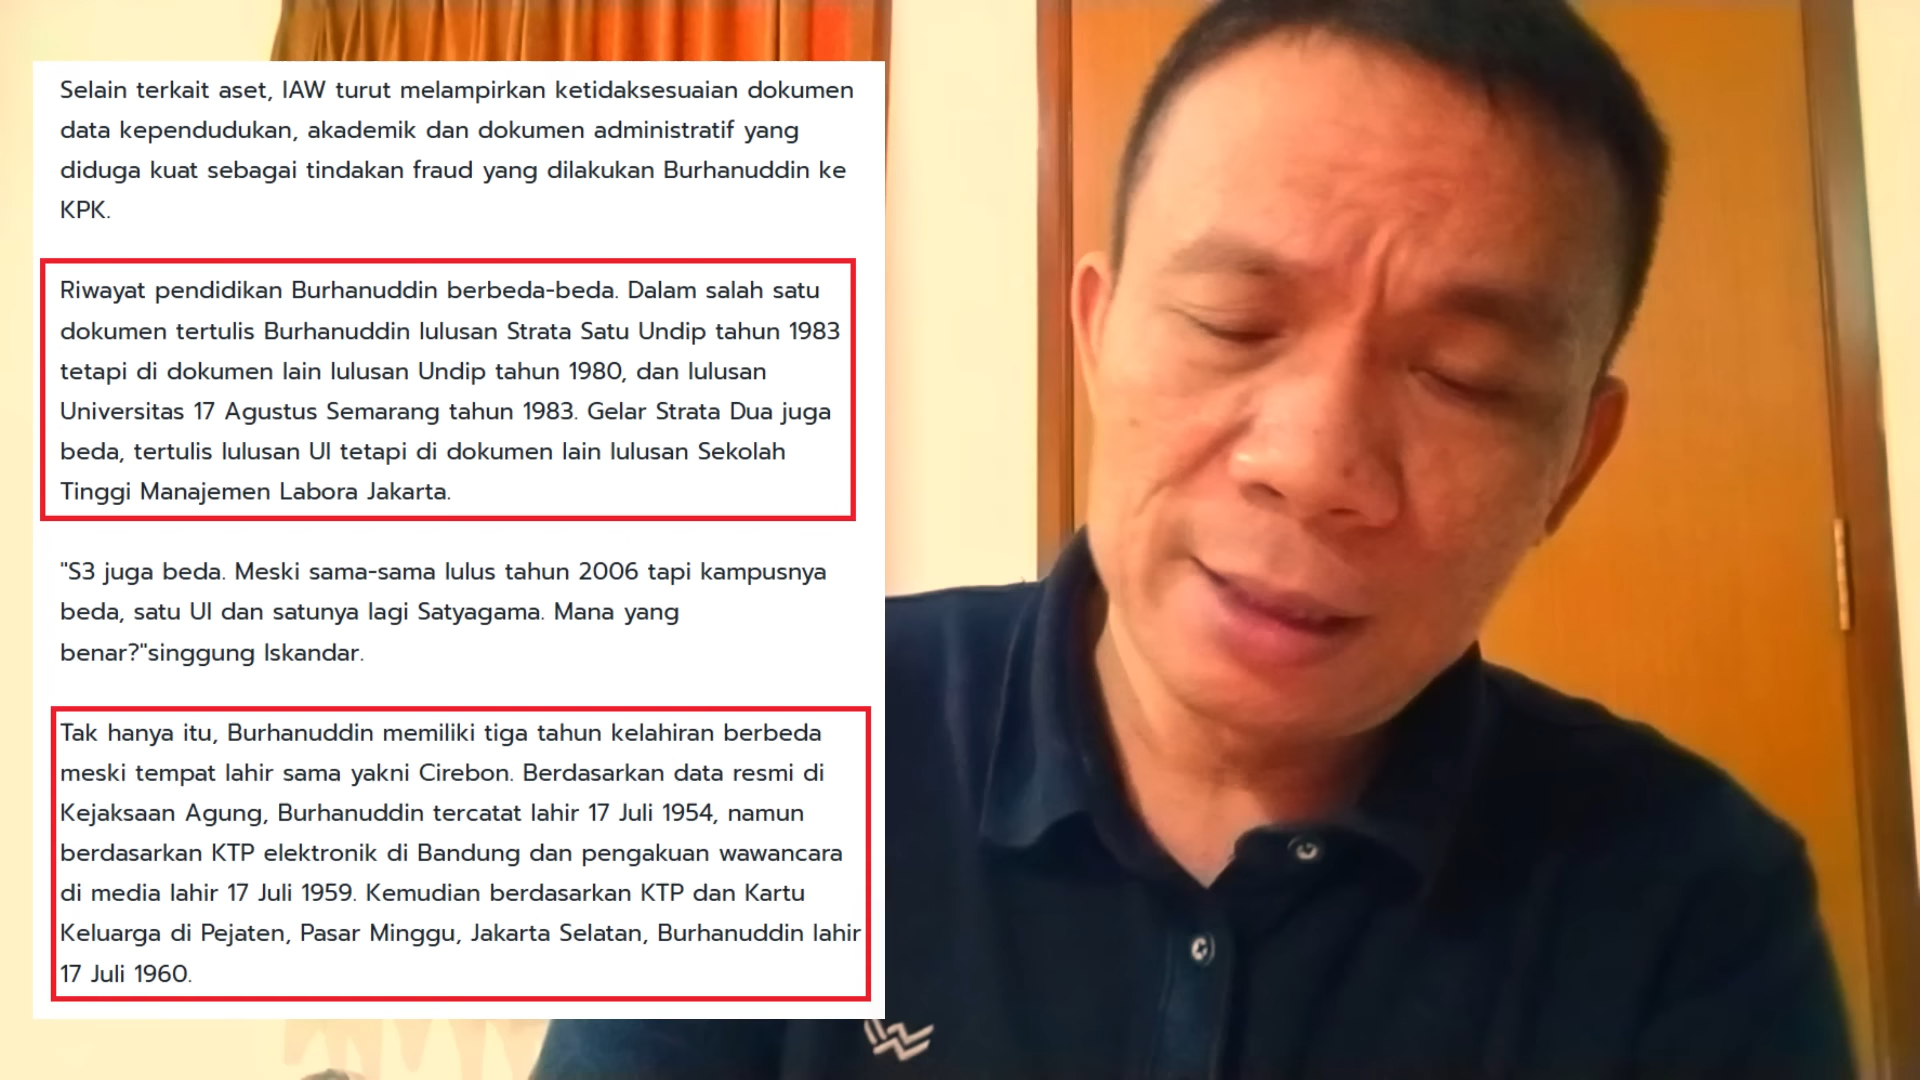 Selain terkait aset, IAW turut melampirkan ketidaksesuaian dokumen
data kependudukan, akademik dan dokumen administratif yang
diduga kuat sebagai tindakan fraud yang dilakukan Burhanuddin ke
KPK.
Riwayat pendidikan Burhanuddin berbeda-beda. Dalam salah satu
dokumen tertulis Burhanuddin lulusan Strata Satu Undip tahun 1983
tetapi di dokumen lain lulusan Undip tahun 1980, dan lulusan
Universitas 17 Agustus Semarang tahun 1983. Gelar Strata Dua juga
beda, tertulis lulusan UI tetapi di dokumen lain lulusan Sekolah
Tinggi Manajemen Labora Jakarta.
"S3 juga beda. Meski sama-sama lulus tahun 2006 tapi kampusnya
beda, satu UI dan satunya lagi Satyagama. Mana yang
benar?"singgung Iskandar.
Tak hanya itu, Burhanuddin memiliki tiga tahun kelahiran berbeda
meski tempat lahir sama yakni Cirebon. Berdasarkan data resmi di
Kejaksaan Agung, Burhanuddin tercatat lahir 17 Juli 1954, namun
berdasarkan KTP elektronik di Bandung dan pengakuan wawancara
di media lahir 17 Juli 1959. Kemudian berdasarkan KTP dan Kartu
Keluarga di Pejaten, Pasar Minggu, Jakarta Selatan, Burhanuddin lahir
17 Juli 1960.